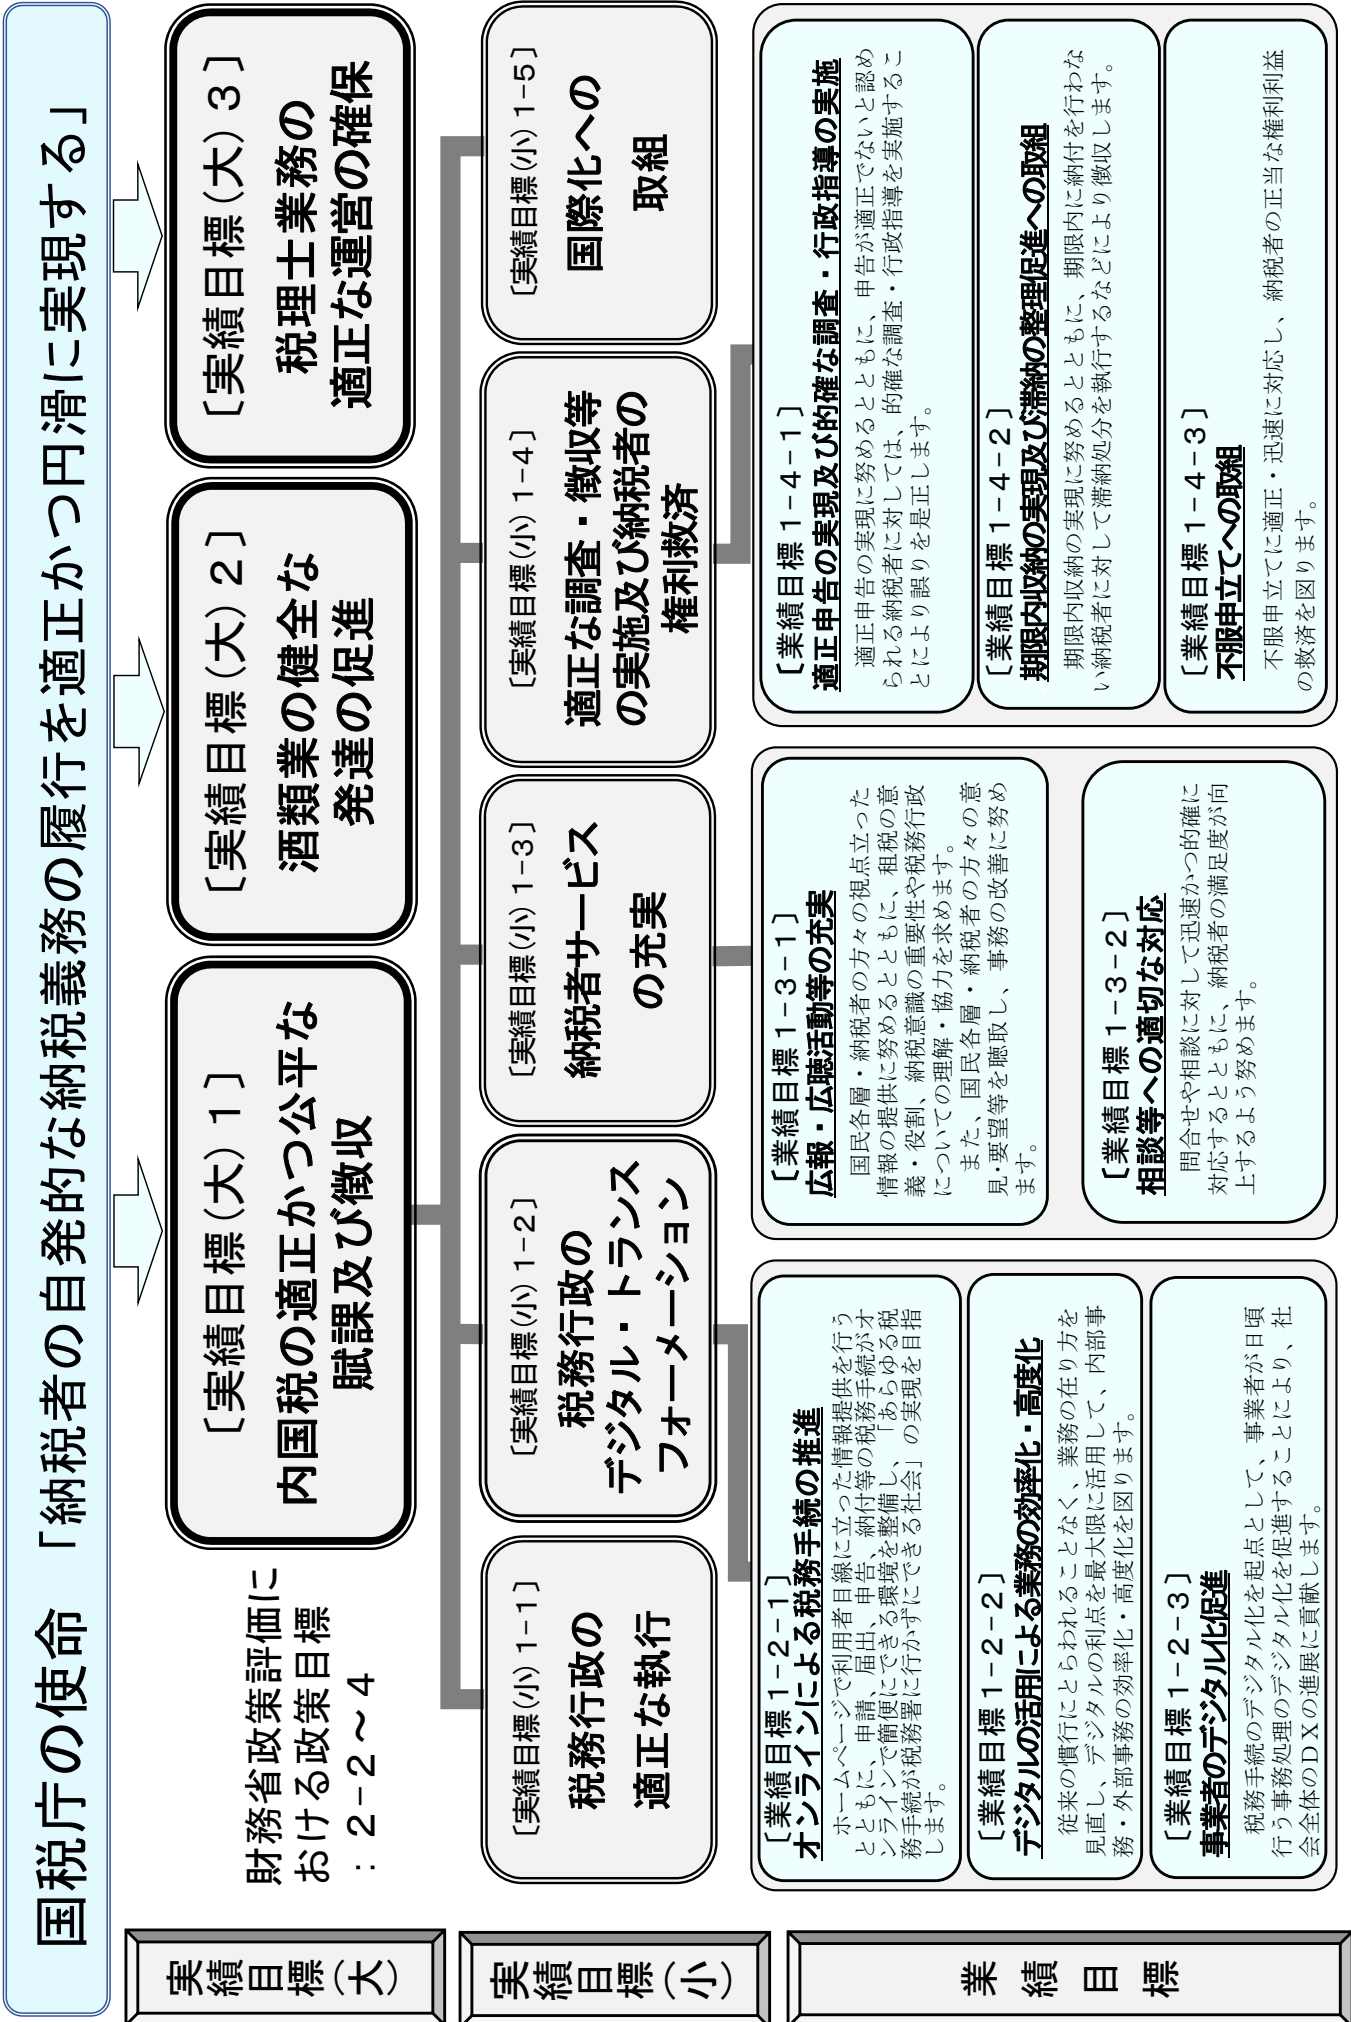 国税庁の使命 「納税者の自発的な納税義務の履行を適正かつ円滑に実現する」
実績目標(大)
財務省政策評価に
おける政策目標
：２−２～４
〔実績目標(大)１〕
内国税の適正かつ公平な
賦課及び徴収
〔実績目標(大)２〕
酒類業の健全な
発達の促進
〔実績目標(大)３〕
税理士業務の
適正な運営の確保
実績目標(小)
〔実績目標(小)１−１〕
税務行政の
適正な執行
〔実績目標(小)１−２〕
税務行政の
デジタル・トランス
フォーメーション
〔実績目標(小)１−３〕
納税者サービス
の充実
〔実績目標(小)１−４〕
適正な調査・徴収等
の実施及び納税者の
権利救済
〔実績目標(小)１−５〕
国際化への
取組
業績目標
〔業績目標１−２−１〕
オンラインによる税務手続の推進
ホームページで利用者目線に立った情報提供を行う
とともに、申請、届出、申告、納付等の税務手続がオ
ンラインで簡便にできる環境を整備し、「あらゆる税
務手続が税務署に行かずにできる社会」の実現を目指
します。
〔業績目標１−２−２〕
デジタルの活用による業務の効率化・高度化
従来の慣行にとらわれることなく、業務の在り方を
見直し、デジタルの利点を最大限に活用して、内部事
務・外部事務の効率化・高度化を図ります。
〔業績目標１−２−３〕
事業者のデジタル化促進
税務手続のデジタル化を起点として、事業者が日頃
行う事務処理のデジタル化を促進することにより、社
会全体のＤＸの進展に貢献します。
〔業績目標１−３−１〕
広報・広聴活動等の充実
国民各層・納税者の方々の視点立った
情報の提供に努めるとともに、租税の意
義・役割、納税意識の重要性や税務行政
についての理解・協力を求めます。
また、国民各層・納税者の方々の意
見・要望等を聴取し、事務の改善に努め
ます。
〔業績目標１−３−２〕
相談等への適切な対応
問合せや相談に対して迅速かつ的確に
対応するとともに、納税者の満足度が向
上するよう努めます。
〔業績目標１−４−１〕
適正申告の実現及び的確な調査・行政指導の実施
適正申告の実現に努めるとともに、申告が適正でないと認め
られる納税者に対しては、的確な調査・行政指導を実施するこ
とにより誤りを是正します。
〔業績目標１−４−２〕
期限内収納の実現及び滞納の整理促進への取組
期限内収納の実現に努めるとともに、期限内に納付を行わな
い納税者に対して滞納処分を執行するなどにより徴収します。
〔業績目標１−４−３〕
不服申立てへの取組
不服申立てに適正・迅速に対応し、納税者の正当な権利利益
の救済を図ります。